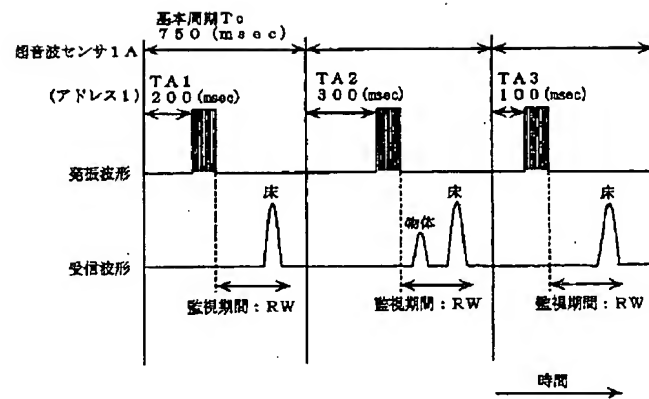 基本周期Tc
750(msec)
超音波センサ1A
(アドレス1)
TA1
200(msec)
TA2
300(msec)
TA3
100(msec)
発振波形
床
物体
床
床
受信波形
監視期間:RW
監視期間:RW
監視期間:RW
時間